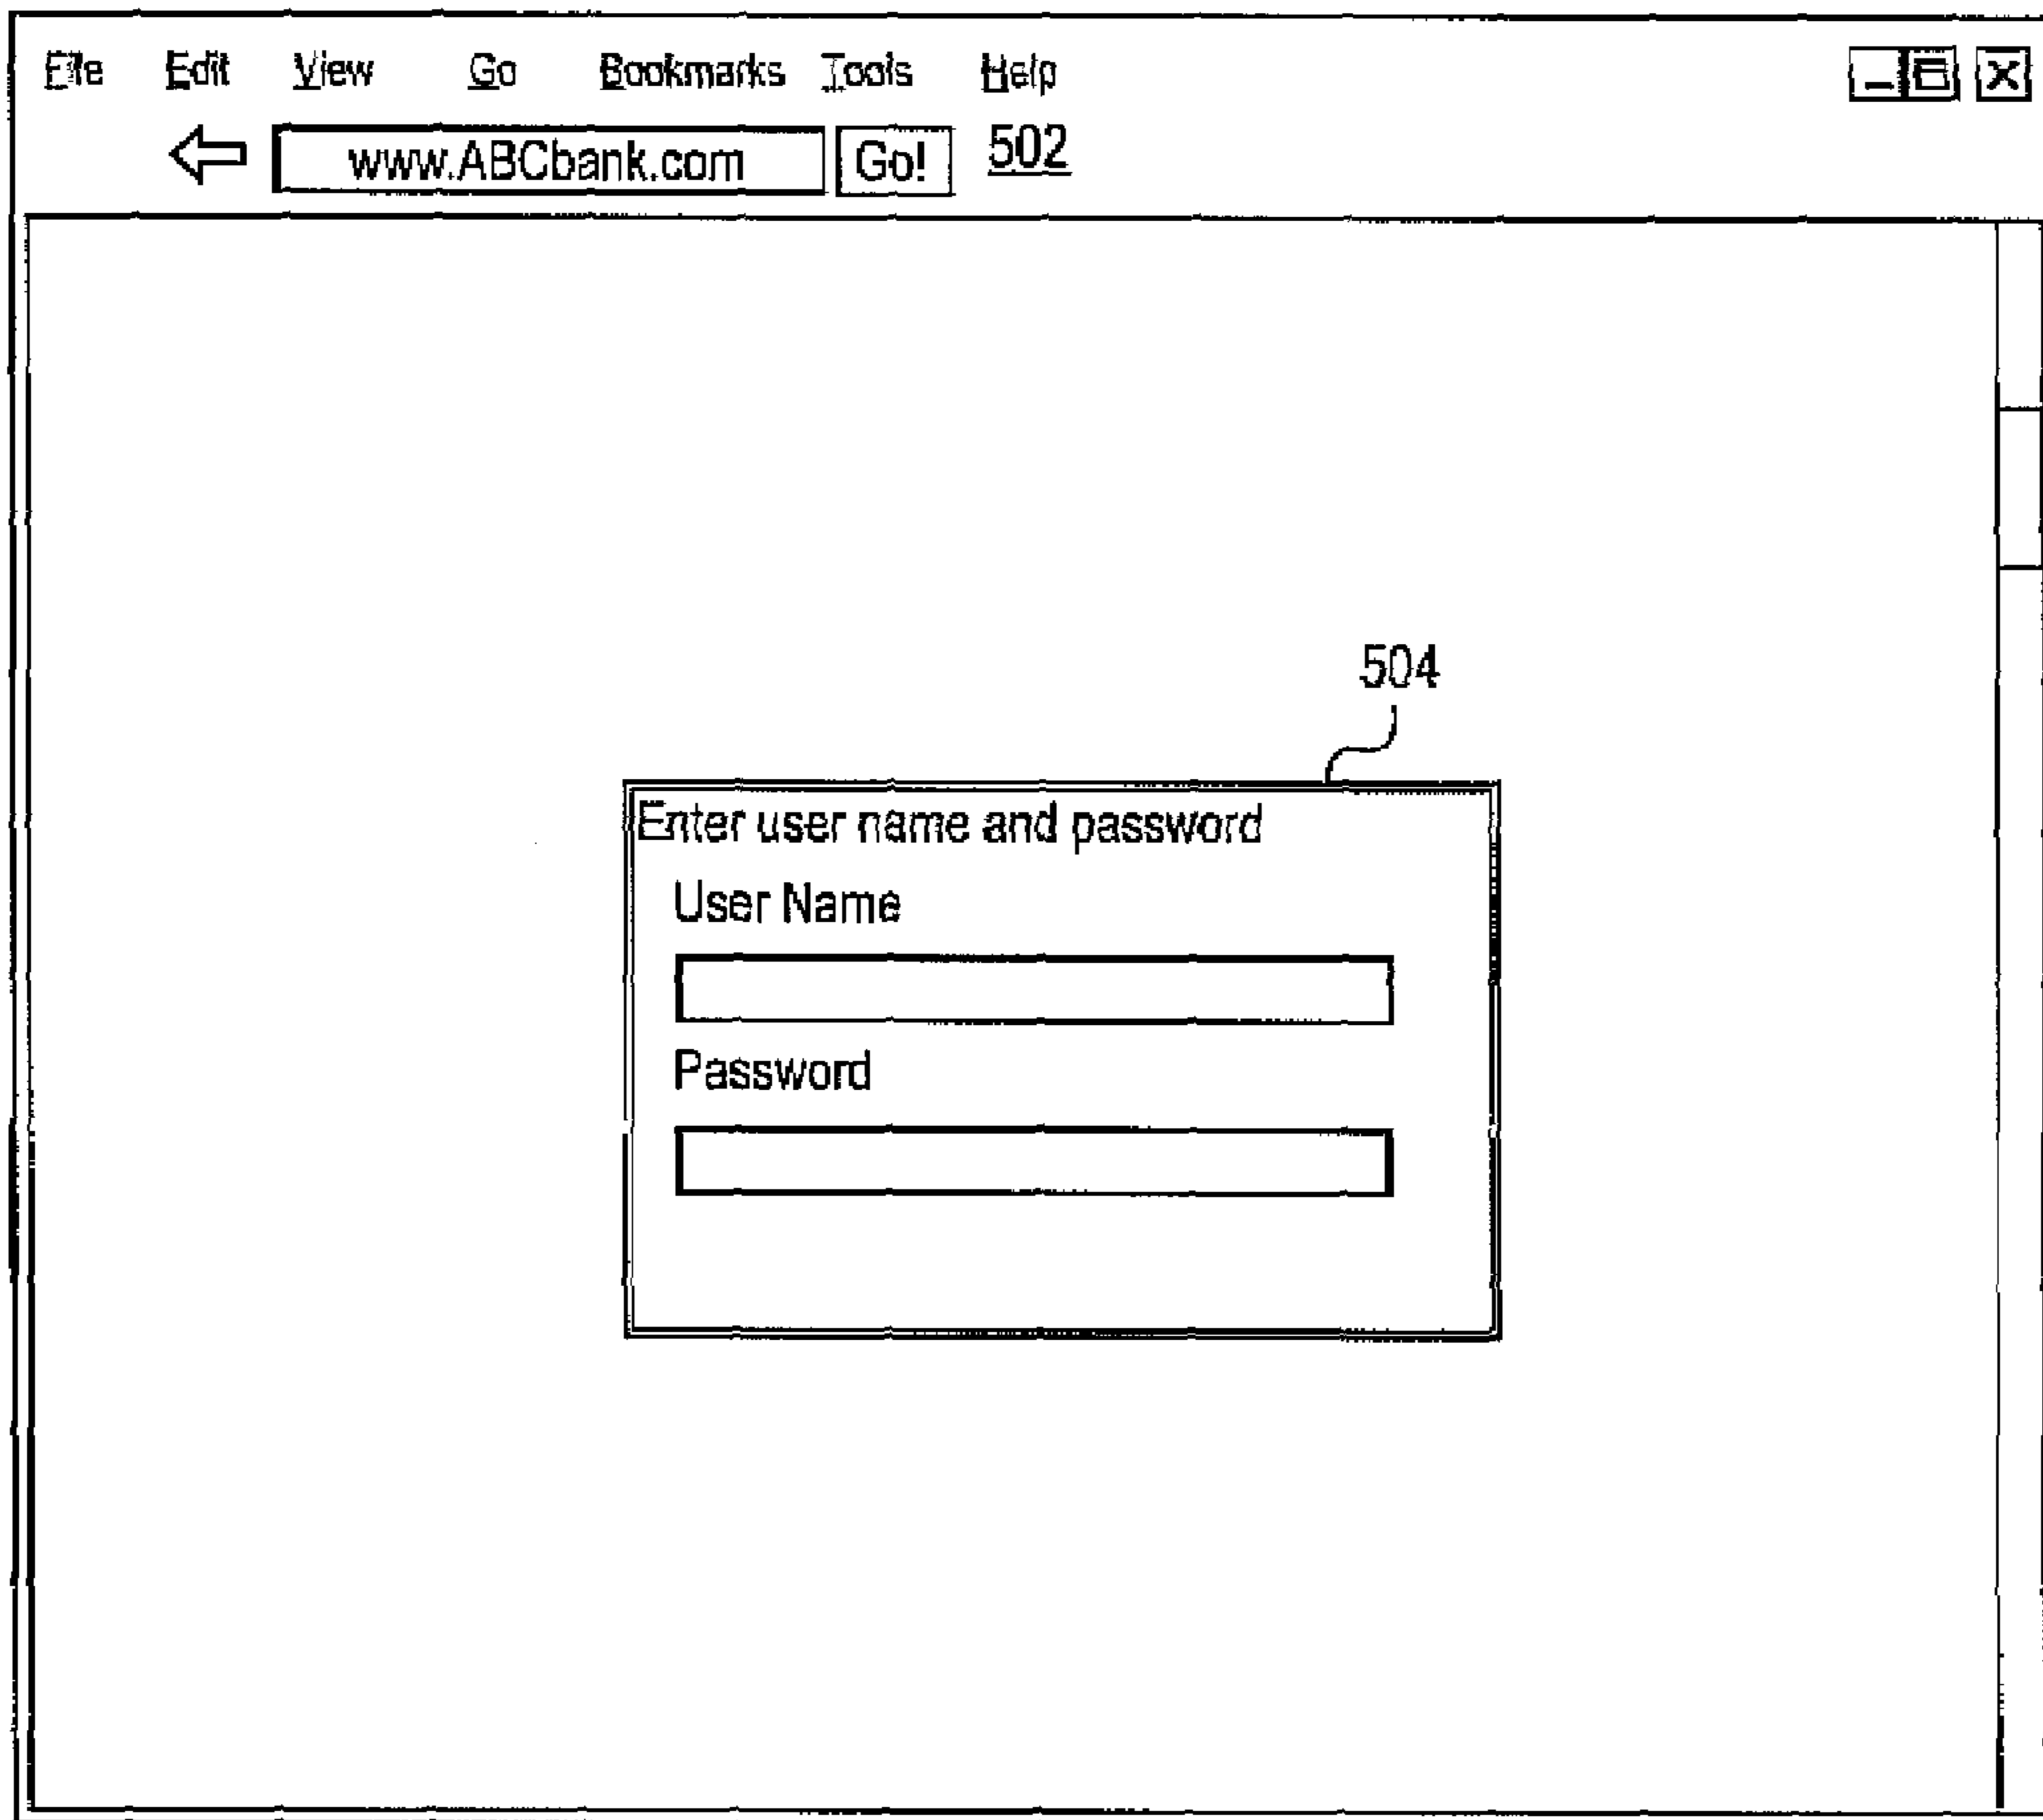 File Edit View Go Bookmarks Tools Help
www.ABCbank.com Go! 502
504
Enter user name and password
User Name
Password